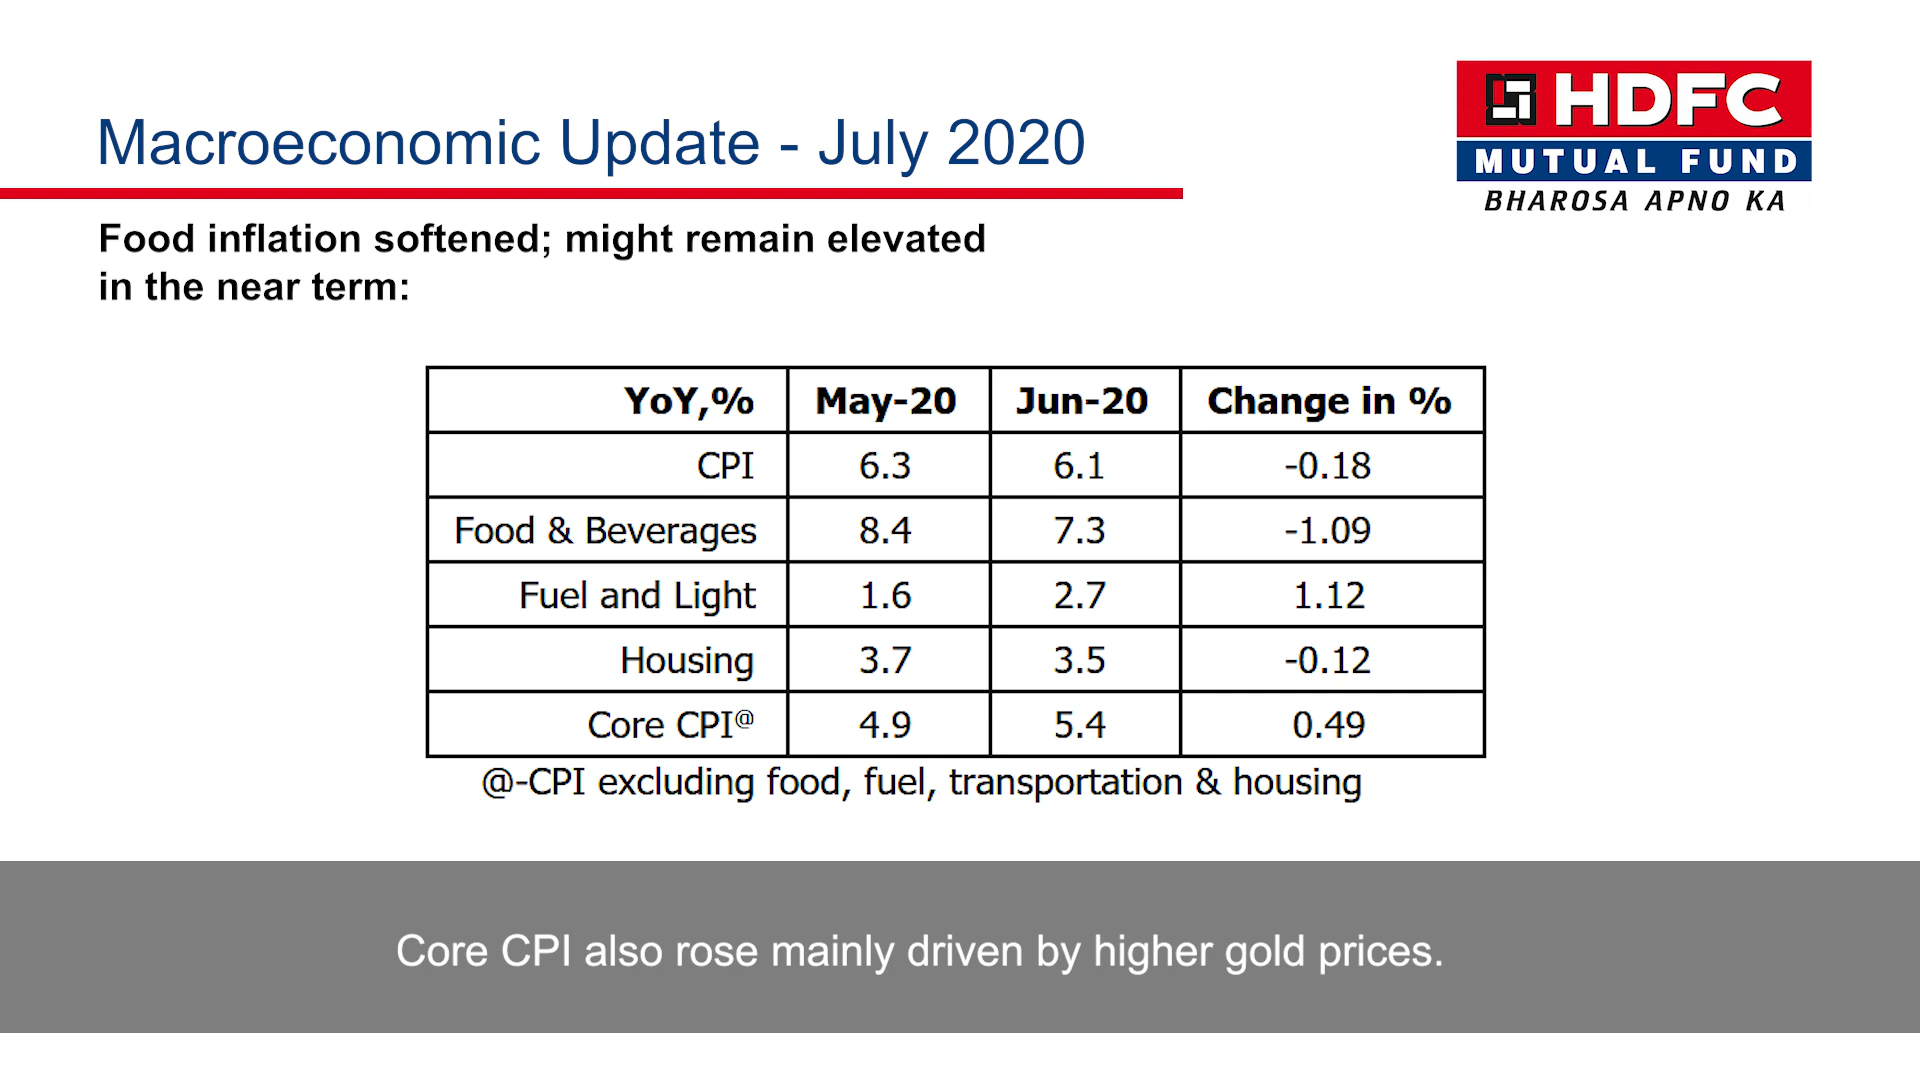 Macroeconomic Update - July 2020
HDFC
MUTUAL FUND
BHAROSA APNO KA
Food inflation softened; might remain elevated
in the near term:
YoY,% May-20 Jun-20 Change in %
CPI 6.3 6.1 -0.18
Food & Beverages 8.4 7.3 -1.09
Fuel and Light 1.6 2.7 1.12
Housing 3.7 3.5 -0.12
Core CPI@ 4.9 5.4 0.49
@-CPI excluding food, fuel, transportation & housing
Core CPI also rose mainly driven by higher gold prices.